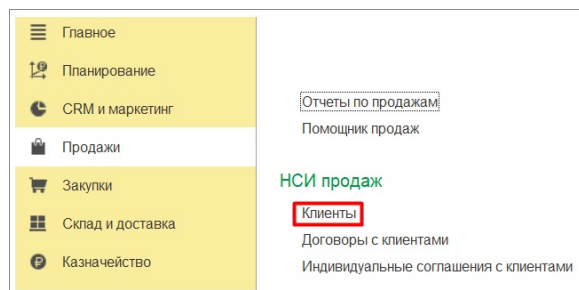 Главное
Планирование
CRM и маркетинг
Продажи
Закупки
Склад и доставка
Казначейство
Отчеты по продажам
Помощник продаж
НСИ продаж
Клиенты
Договоры с клиентами
Индивидуальные соглашения с клиентами